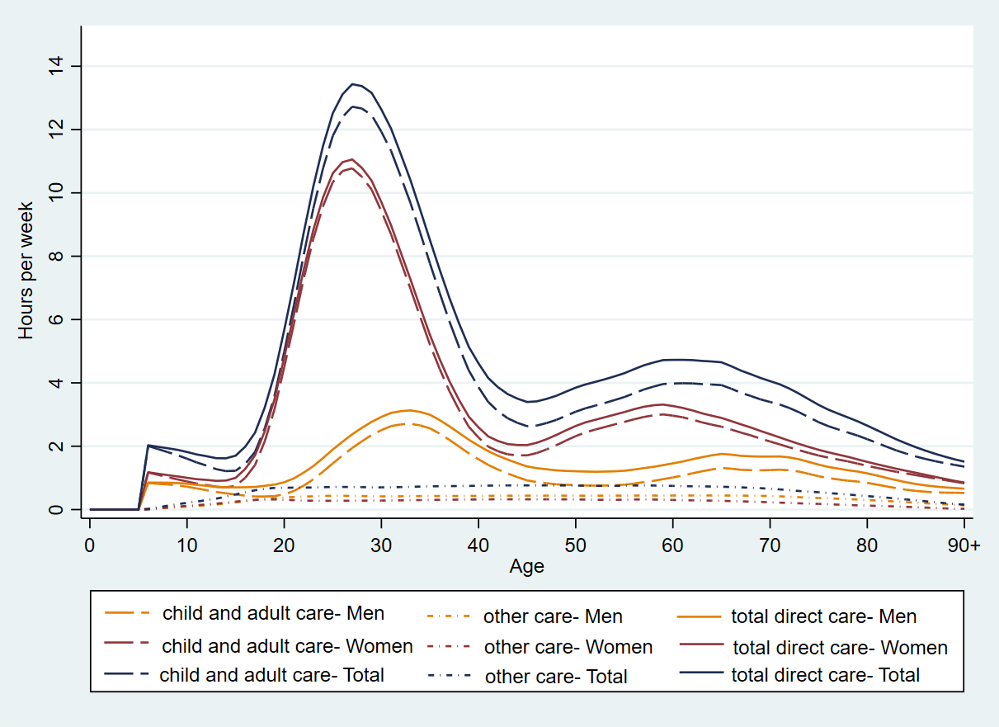 14
12
10
8
6
4
2
0
Hours per week
0 10 20 30 40 50 60 70 80 90+
Age
child and adult care- Men other care- Men total direct care- Men
child and adult care- Women other care- Women total direct care- Women
child and adult care- Total other care- Total total direct care- Total